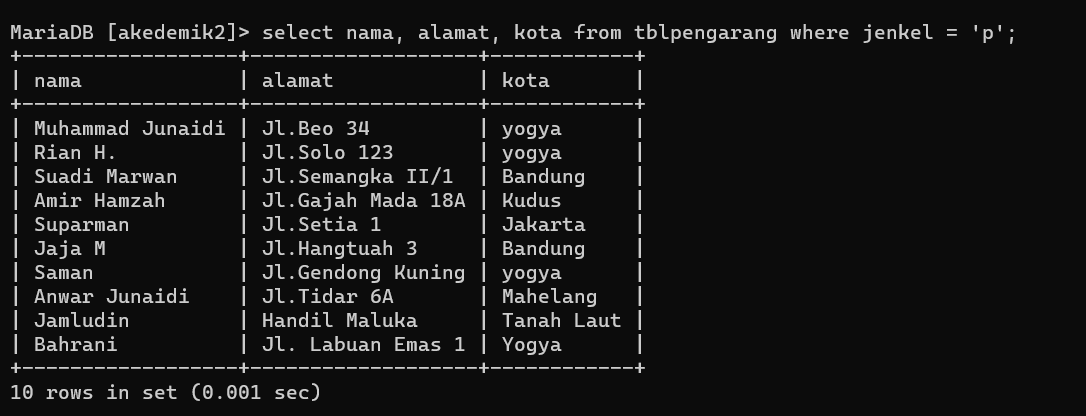 MariaDB [akedemik2]> select nama, alamat, kota from tblpengarang where jenkel = 'p';
+------------------+-------------------+------------+
| nama             | alamat            | kota       |
+------------------+-------------------+------------+
| Muhammad Junaidi | Jl.Beo 34         | yogya      |
| Rian H.          | Jl.Solo 123       | yogya      |
| Suadi Marwan     | Jl.Semangka II/1  | Bandung    |
| Amir Hamzah      | Jl.Gajah Mada 18A | Kudus      |
| Suparman         | Jl.Setia 1        | Jakarta    |
| Jaja M           | Jl.Hangtuah 3     | Bandung    |
| Saman            | Jl.Gendong Kuning | yogya      |
| Anwar Junaidi    | Jl.Tidar 6A       | Mahelang   |
| Jamludin         | Handil Maluka     | Tanah Laut |
| Bahrani          | Jl. Labuan Emas 1 | Yogya      |
+------------------+-------------------+------------+
10 rows in set (0.001 sec)